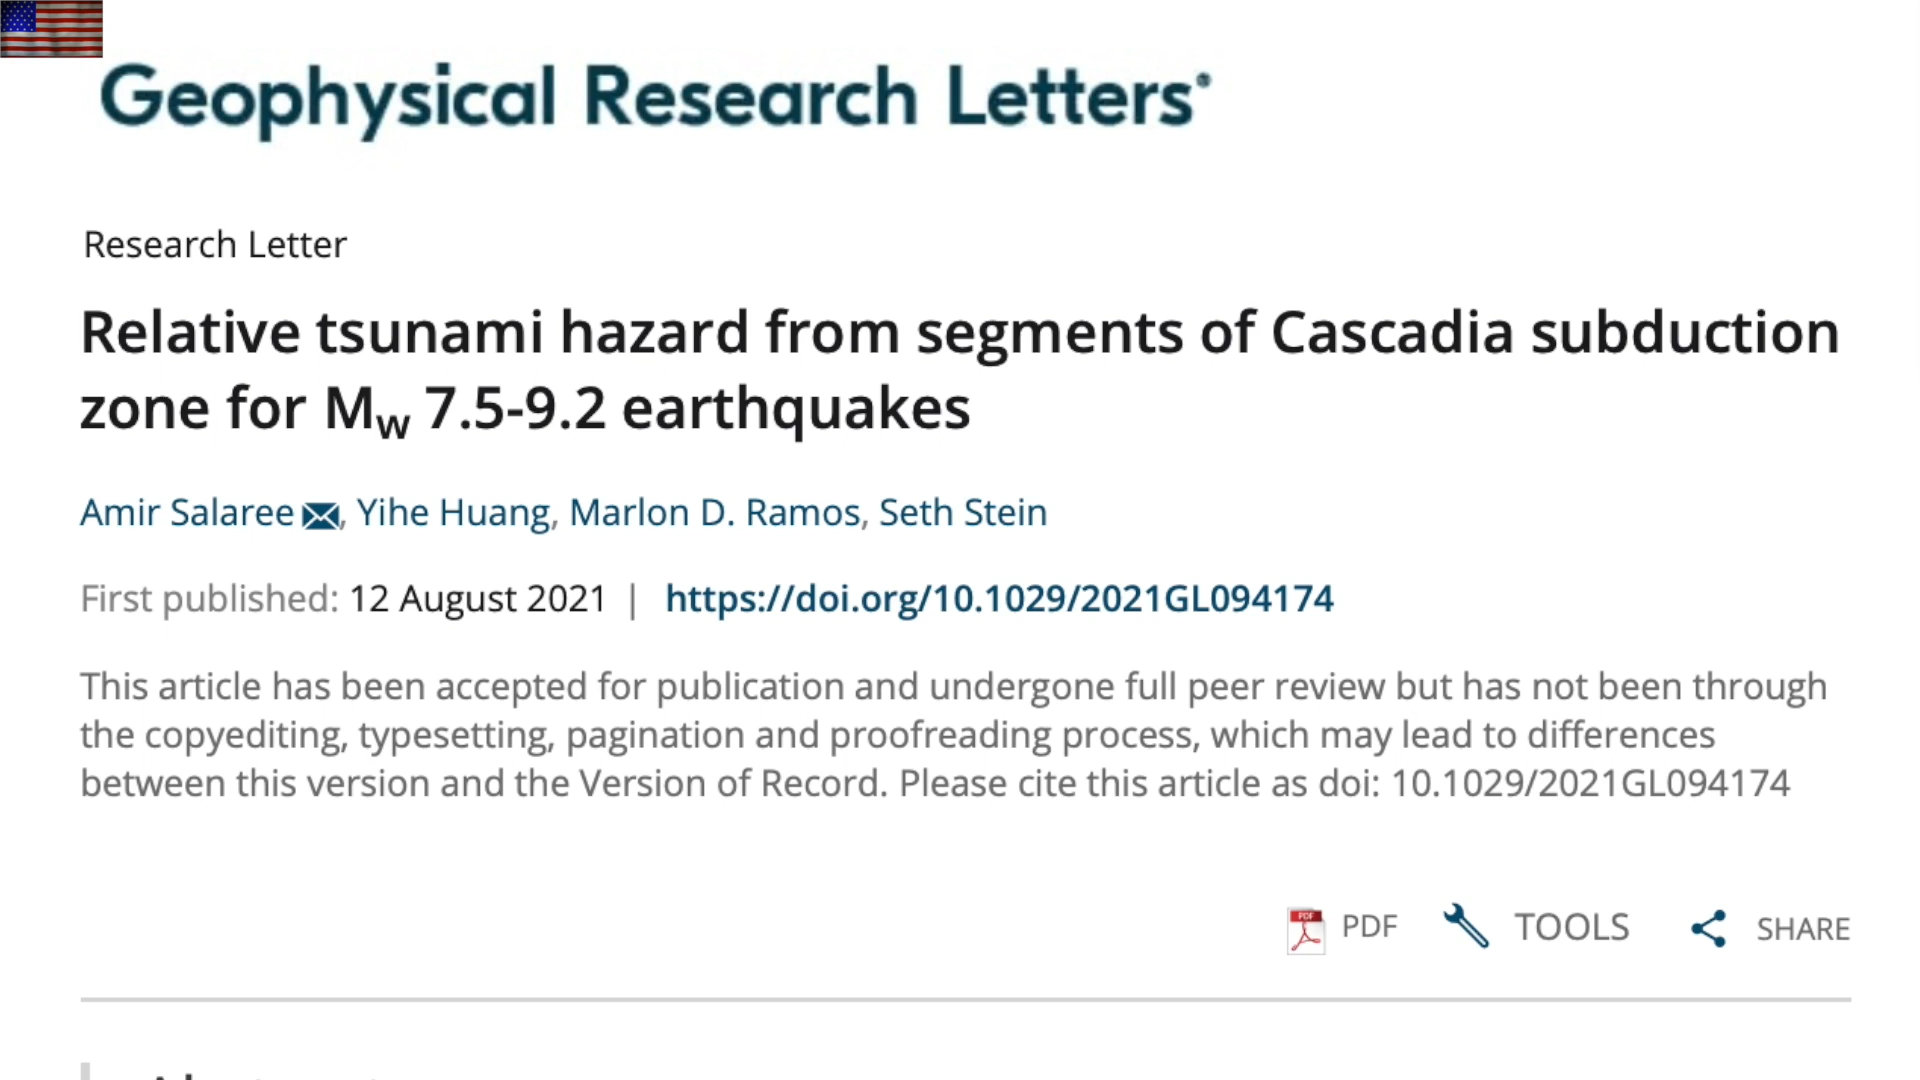 Geophysical Research Letters®
Research Letter
Relative tsunami hazard from segments of Cascadia subduction
zone for Mw 7.5-9.2 earthquakes
Amir Salaree, Yihe Huang, Marlon D. Ramos, Seth Stein
First published: 12 August 2021 | https://doi.org/10.1029/2021GL094174
This article has been accepted for publication and undergone full peer review but has not been through
the copyediting, typesetting, pagination and proofreading process, which may lead to differences
between this version and the Version of Record. Please cite this article as doi: 10.1029/2021GL094174
PDF PDF TOOLS SHARE